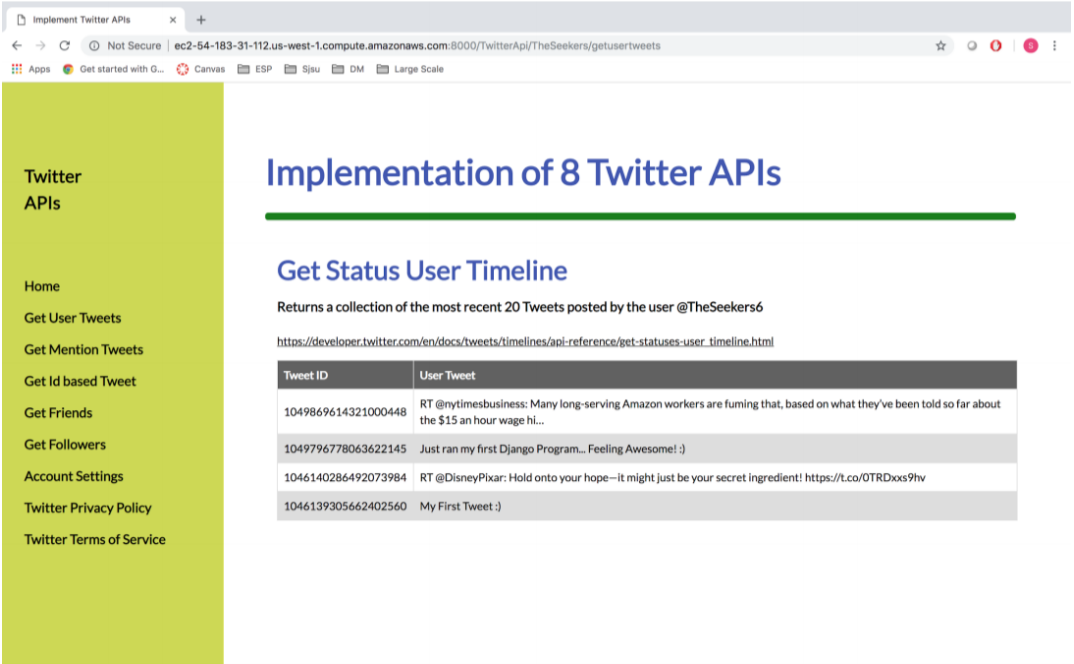 Implement Twitter APIs
Not Secure ec2-54-183-31-112.us-west-1.compute.amazonaws.com:8000/TwitterApi/TheSeekers/getusertweets
S
Apps Get started with G... Canvas ESP Sjsu DM Large Scale
Twitter
APIs
Home
Get User Tweets
Get Mention Tweets
Get Id based Tweet
Get Friends
Get Followers
Account Settings
Twitter Privacy Policy
Twitter Terms of Service
Implementation of 8 Twitter APIs
Get Status User Timeline
Returns a collection of the most recent 20 Tweets posted by the user @TheSeekers6
https://developer.twitter.com/en/docs/tweets/timelines/api-reference/get-statuses-user_timeline.html
Tweet ID User Tweet
1049869614321000448 RT @nytimesbusiness: Many long-serving Amazon workers are fuming that, based on what they've been told so far about
the $15 an hour wage hi...
1049796778063622145 Just ran my first Django Program... Feeling Awesome! :)
1046140286492073984 RT @DisneyPixar: Hold onto your hope—it might just be your secret ingredient! https://t.co/0TRDxxs9hv
1046139305662402560 My First Tweet :)